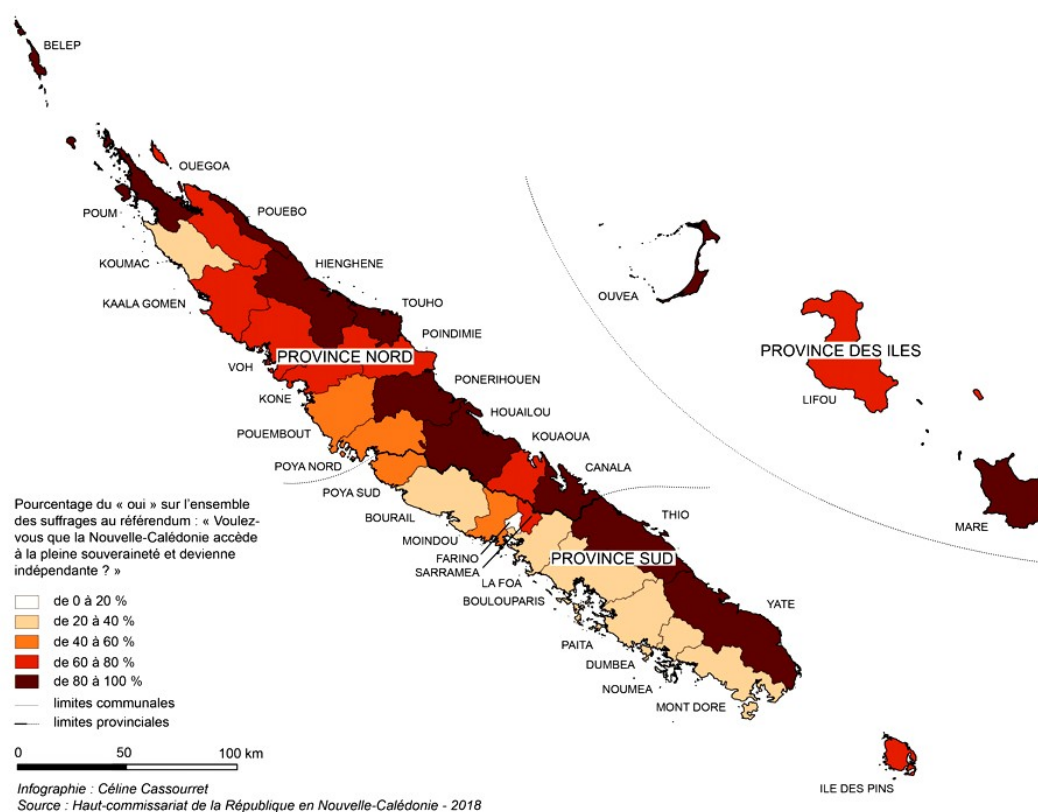 BELEP
OUEGOA
POUEBO
POUM
HIENGHENE
KOUMAC
KAALA GOMEN
TOUHO
POINDIMIE
OUVEA
PROVINCE NORD
PROVINCE DES ILES
VOH
PONERIHOUEN
KONE
LIFOU
HOUAILOU
POUEMBOUT
KOUAOUA
POYA NORD
CANALA
POYA SUD
THIO
MARE
BOURAIL
MOINDOU
FARINO
PROVINCE SUD
SARRAMEA
LA FOA
BOULOUPARIS
YATE
PAITA
DUMBEA
NOUMEA
MONT DORE
ILE DES PINS
Pourcentage du « oui » sur l'ensemble
des suffrages au référendum : « Voulez-
vous que la Nouvelle-Calédonie accède
à la pleine souveraineté et devienne
indépendante ? »
de 0 à 20 %
de 20 à 40 %
de 40 à 60 %
de 60 à 80 %
de 80 à 100 %
limites communales
limites provinciales
0 50 100 km
Infographie : Céline Cassourret
Source : Haut-commissariat de la République en Nouvelle-Calédonie - 2018